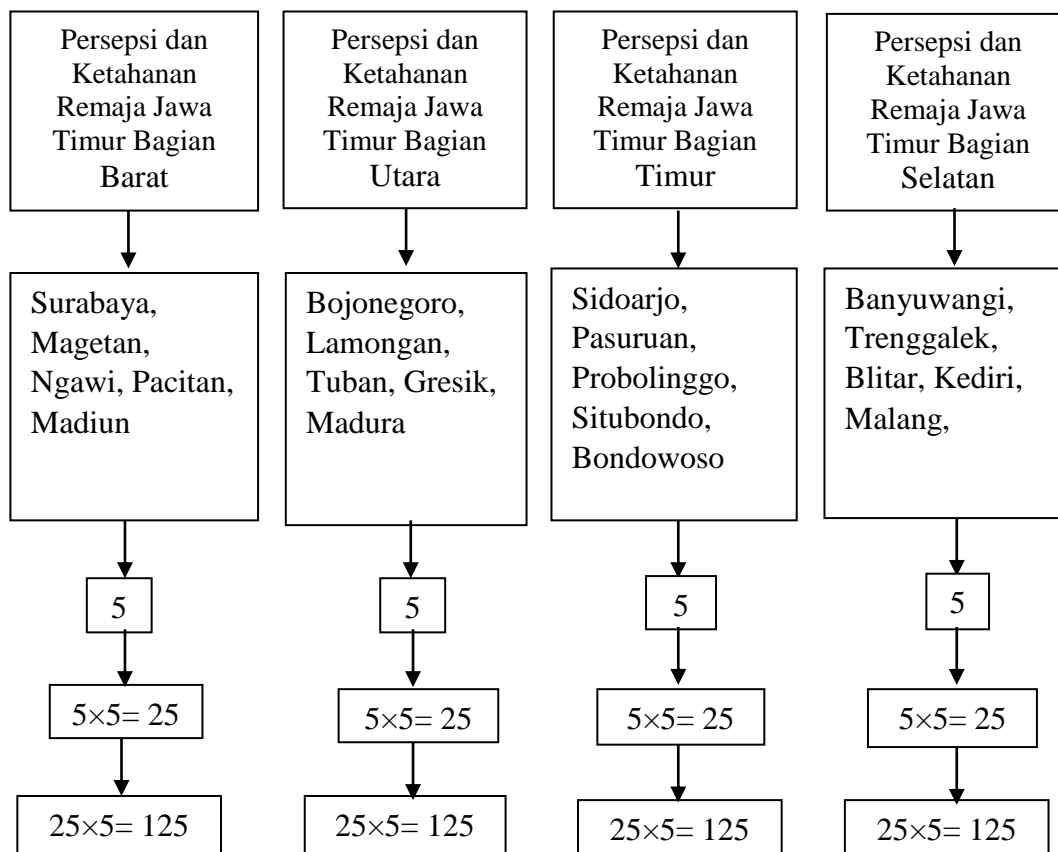 Persepsi dan
Ketahanan
Remaja Jawa
Timur Bagian
Barat
Persepsi dan
Ketahanan
Remaja Jawa
Timur Bagian
Utara
Persepsi dan
Ketahanan
Remaja Jawa
Timur Bagian
Timur
Persepsi dan
Ketahanan
Remaja Jawa
Timur Bagian
Selatan
Surabaya,
Magetan,
Ngawi, Pacitan,
Madiun
Bojonegoro,
Lamongan,
Tuban, Gresik,
Madura
Sidoarjo,
Pasuruan,
Probolinggo,
Situbondo,
Bondowoso
Banyuwangi,
Trenggalek,
Blitar, Kediri,
Malang,
5
5
5
5
5×5= 25
5×5= 25
5×5= 25
5×5= 25
25×5= 125
25×5= 125
25×5= 125
25×5= 125